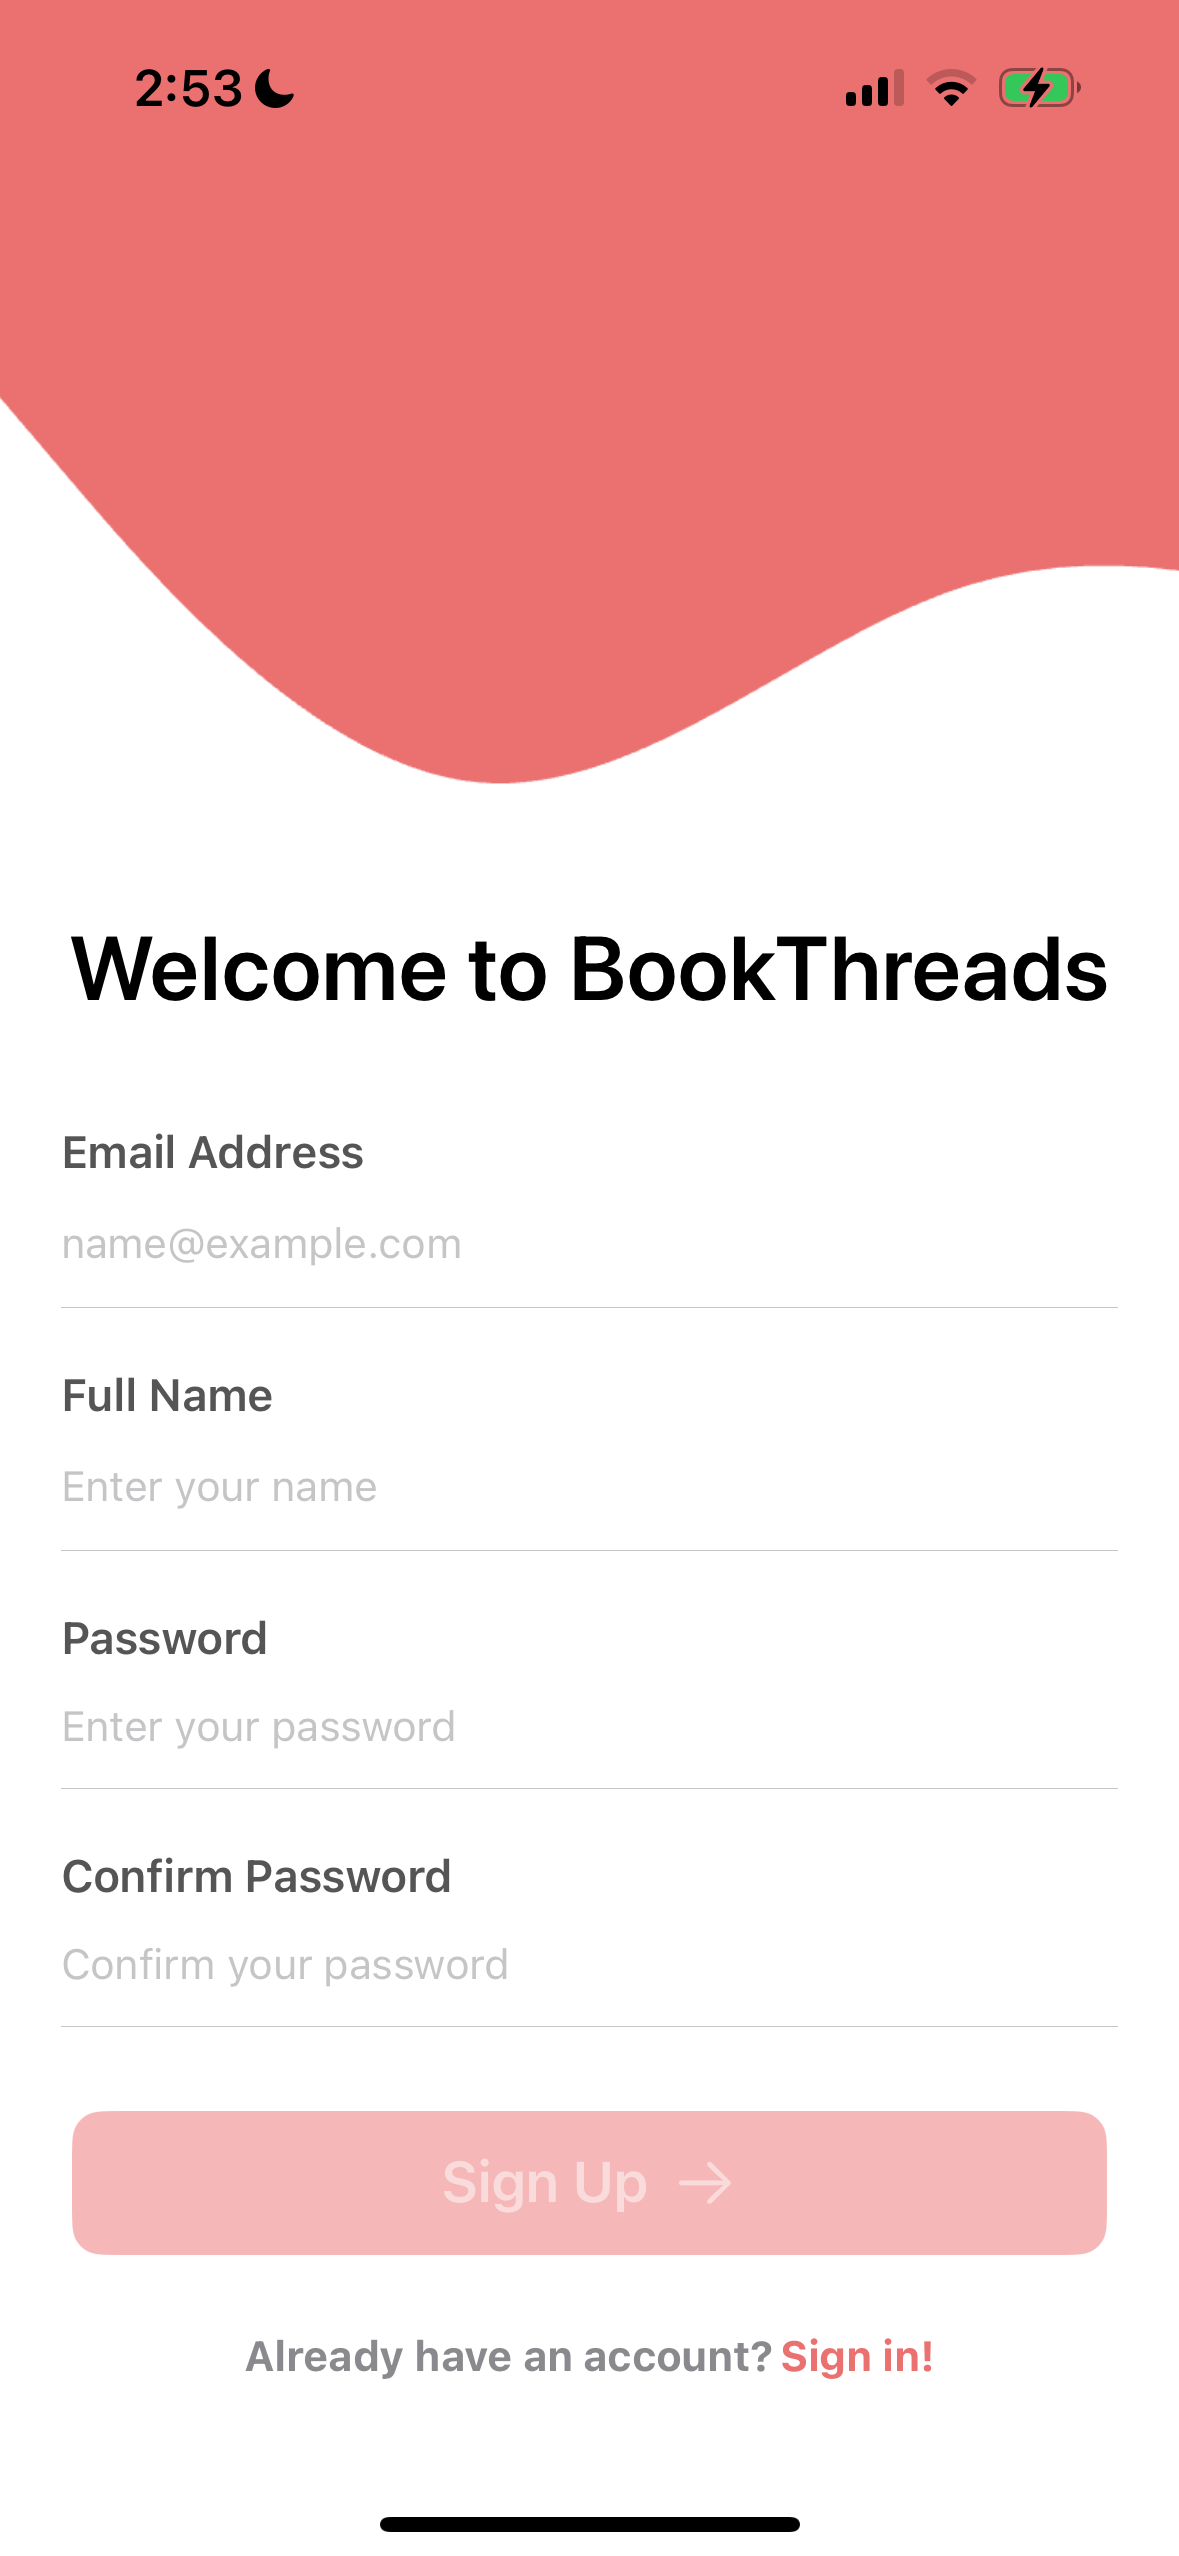 2:53
Welcome to BookThreads
Email Address
name@example.com
Full Name
Enter your name
Password
Enter your password
Confirm Password
Confirm your password
Sign Up
Already have an account? Sign in!